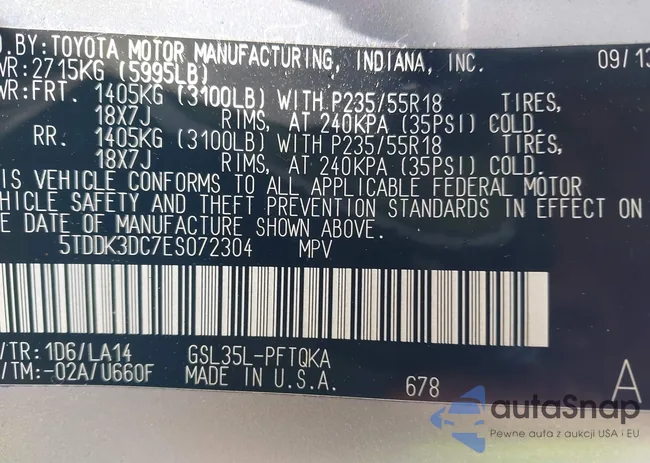 D. BY: TOYOTA MOTOR MANUFACTURING, INDIANA, INC. 09/13
WR: 2715KG (5995LB)
WR: FRT. 1405KG (3100LB) WITH P235/55R18 TIRES,
18X7J RIMS, AT 240KPA (35PSI) COLD.
RR. 1405KG (3100LB) WITH P235/55R18 TIRES,
18X7J RIMS, AT 240KPA (35PSI) COLD.
IS VEHICLE CONFORMS TO ALL APPLICABLE FEDERAL MOTOR
VEHICLE SAFETY AND THEFT PREVENTION STANDARDS IN EFFECT ON
E DATE OF MANUFACTURE SHOWN ABOVE.
5TDDK3DC7ES072304 MPV
/TR: 1D6/LA14 GSL35L-PFTQKA
/TM: -02A/U660F MADE IN U.S.A. 678 A
autoSnap
Pewne auta z aukcji USA i EU